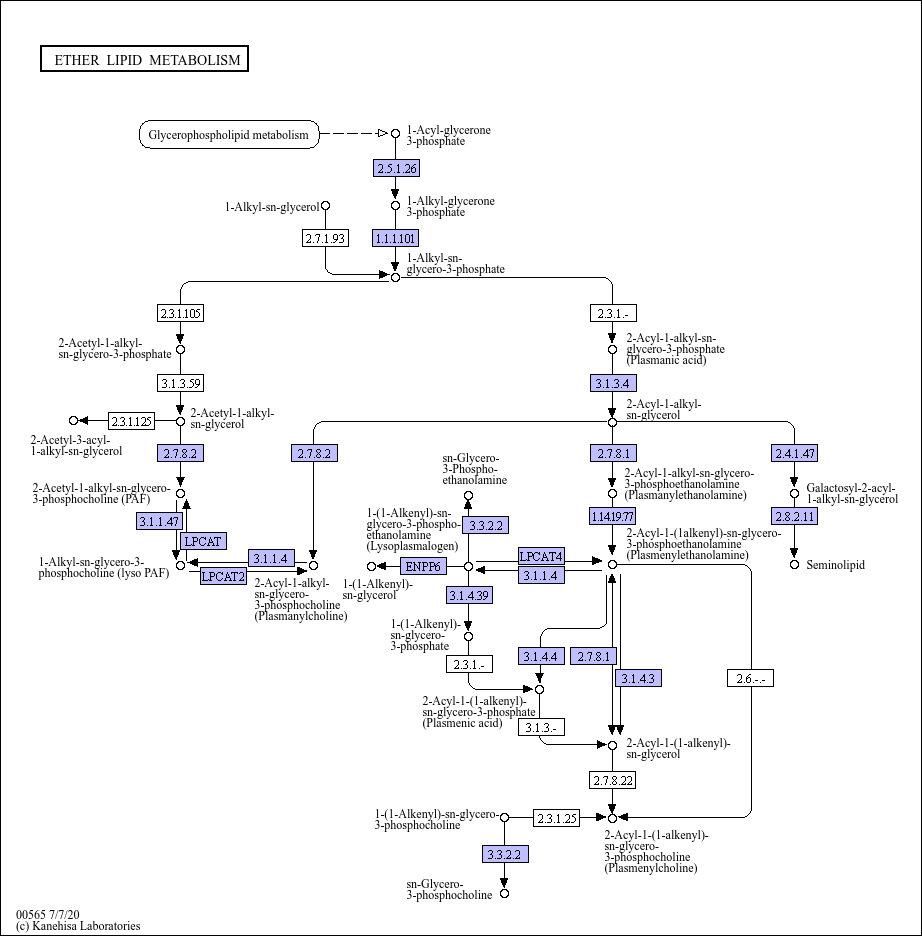 ETHER LIPID METABOLISM
Glycerophospholipid metabolism
1-Acyl-glycerone
3-phosphate
2.5.1.26
1-Alkyl-sn-glycerol
1-Alkyl-glycerone
3-phosphate
2.7.1.93
1.1.1.101
1-Alkyl-sn-
glycero-3-phosphate
2.3.1.105
2.3.1.-
2-Acetyl-1-alkyl-
sn-glycero-3-phosphate
2-Acyl-1-alkyl-sn-
glycero-3-phosphate
(Plasmanic acid)
3.1.3.59
3.1.3.4
2.3.1.125
2-Acetyl-1-alkyl-
sn-glycerol
2-Acyl-1-alkyl-
sn-glycerol
2-Acetyl-3-acyl-
1-alkyl-sn-glycerol
2.7.8.2
2.7.8.2
2.7.8.1
2.4.1.47
sn-Glycero-
3-Phospho-
ethanolamine
2-Acetyl-1-alkyl-sn-glycero-
3-phosphocholine (PAF)
2-Acyl-1-alkyl-sn-glycero-
3-phosphoethanolamine
(Plasmanylethanolamine)
Galactosyl-2-acyl-
1-alkyl-sn-glycerol
3.1.1.47
LPCAT
1-(1-Alkenyl)-sn-
glycero-3-phospho-
ethanolamine
(Lysoplasmalogen)
3.3.2.2
1.14.19.77
2.8.2.11
2-Acyl-1-(1alkenyl)-sn-glycero-
3-phosphoethanolamine
(Plasmenylethanolamine)
1-Alkyl-sn-glycero-3-
phosphocholine (lyso PAF)
3.1.1.4
LPCAT2
2-Acyl-1-alkyl-
sn-glycero-
3-phosphocholine
(Plasmanylcholine)
ENPP6
1-(1-Alkenyl)-
sn-glycerol
LPCAT4
3.1.1.4
Seminolipid
3.1.4.39
1-(1-Alkenyl)-
sn-glycero-
3-phosphate
2.3.1.-
3.1.4.4
2.7.8.1
3.1.4.3
2.6.-.-
2-Acyl-1-(1-alkenyl)-
sn-glycero-3-phosphate
(Plasmenic acid)
3.1.3.-
2-Acyl-1-(1-alkenyl)-
sn-glycerol
2.7.8.22
1-(1-Alkenyl)-sn-glycero-
3-phosphocholine
2.3.1.25
2-Acyl-1-(1-alkenyl)-
sn-glycero-
3-phosphocholine
(Plasmenylcholine)
3.3.2.2
sn-Glycero-
3-phosphocholine
00565 7/7/20
(c) Kanehisa Laboratories